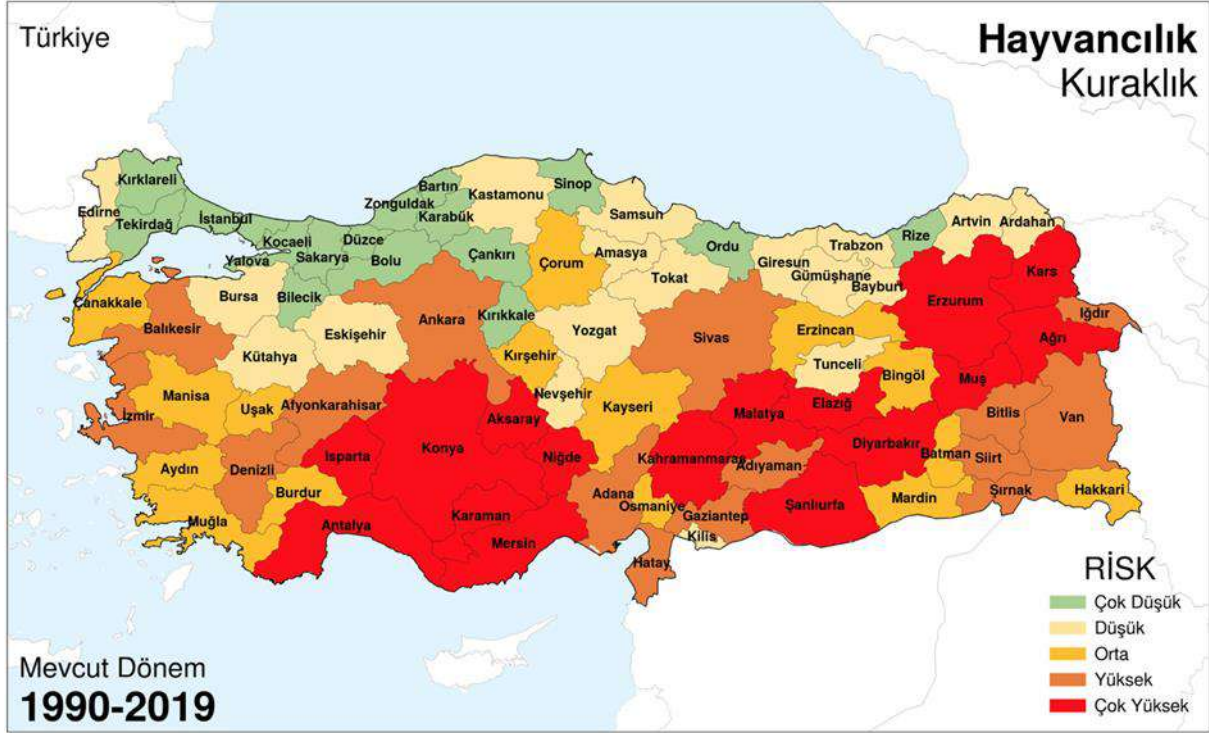 Türkiye
Hayvancılık
Kuraklık
Kırklareli
Edirne
Tekirdağ
İstanbul
Kocaeli
Yalova
Sakarya
Düzce
Bolu
Bilecik
Zonguldak
Bartın
Karabük
Kastamonu
Sinop
Çankırı
Çorum
Samsun
Amasya
Tokat
Ordu
Giresun
Gümüşhane
Trabzon
Bayburt
Rize
Artvin
Ardahan
Kars
Erzurum
Iğdır
Ağrı
Çanakkale
Balıkesir
Bursa
Kütahya
Eskişehir
Ankara
Kırıkkale
Kırşehir
Yozgat
Sivas
Erzincan
Tunceli
Bingöl
Muş
Manisa
Uşak
Afyonkarahisar
İzmir
Nevşehir
Kayseri
Aksaray
Konya
Niğde
Malatya
Elazığ
Diyarbakır
Bitlis
Van
Batman
Siirt
Aydın
Denizli
Isparta
Burdur
Muğla
Antalya
Karaman
Mersin
Adana
Kahramanmaraş
Osmaniye
Adıyaman
Gaziantep
Kilis
Hatay
Şanlıurfa
Mardin
Şırnak
Hakkari
RİSK
Çok Düşük
Düşük
Orta
Yüksek
Çok Yüksek
Mevcut Dönem
1990-2019